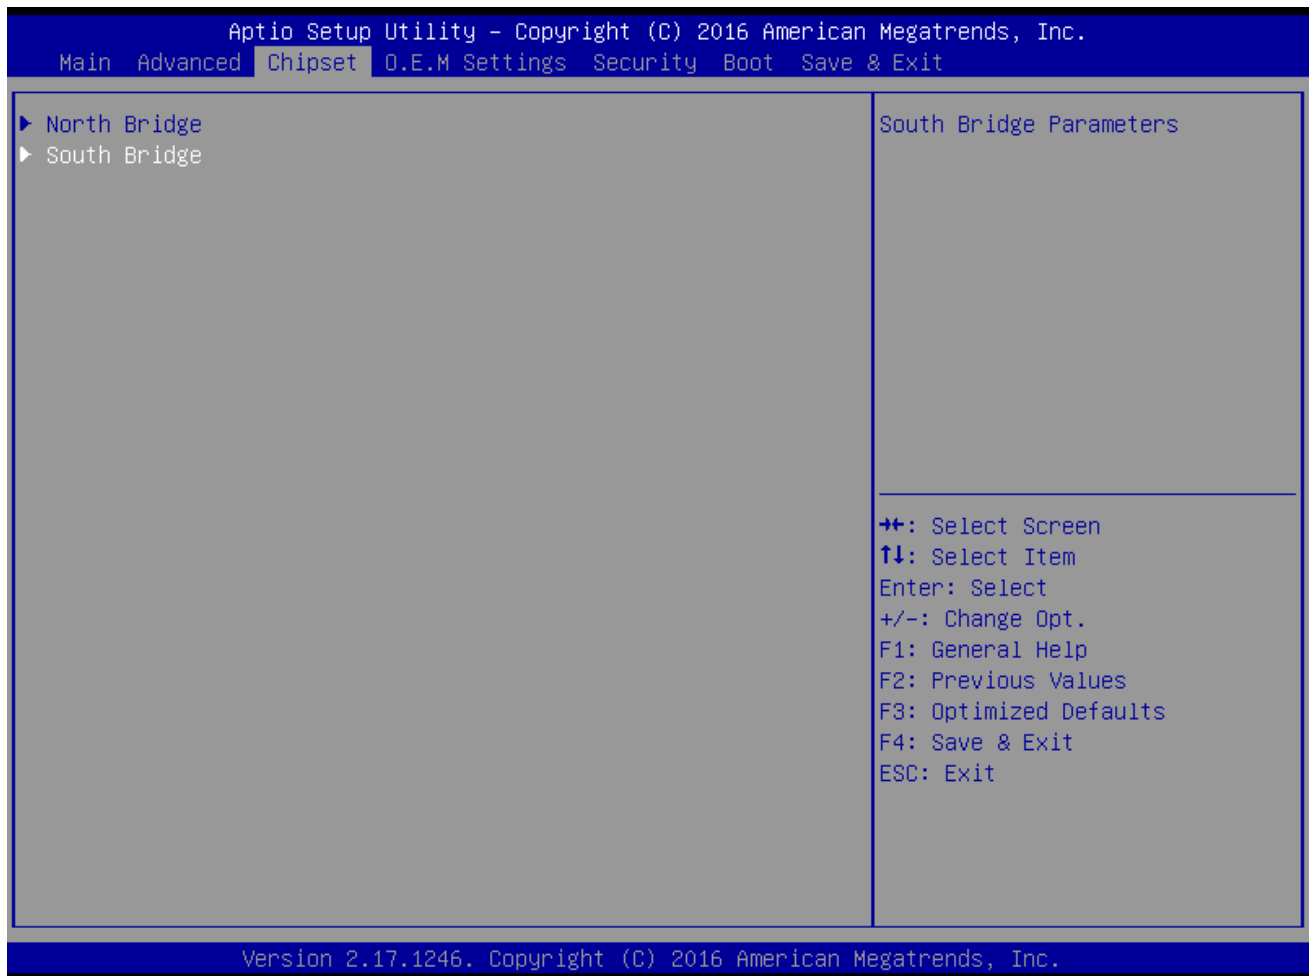 Aptio Setup Utility – Copyright (C) 2016 American Megatrends, Inc.
Main Advanced Chipset O.E.M Settings Security Boot Save & Exit
▶ North Bridge
▶ South Bridge
South Bridge Parameters
→←: Select Screen
↑↓: Select Item
Enter: Select
+/-: Change Opt.
F1: General Help
F2: Previous Values
F3: Optimized Defaults
F4: Save & Exit
ESC: Exit
Version 2.17.1246. Copyright (C) 2016 American Megatrends, Inc.